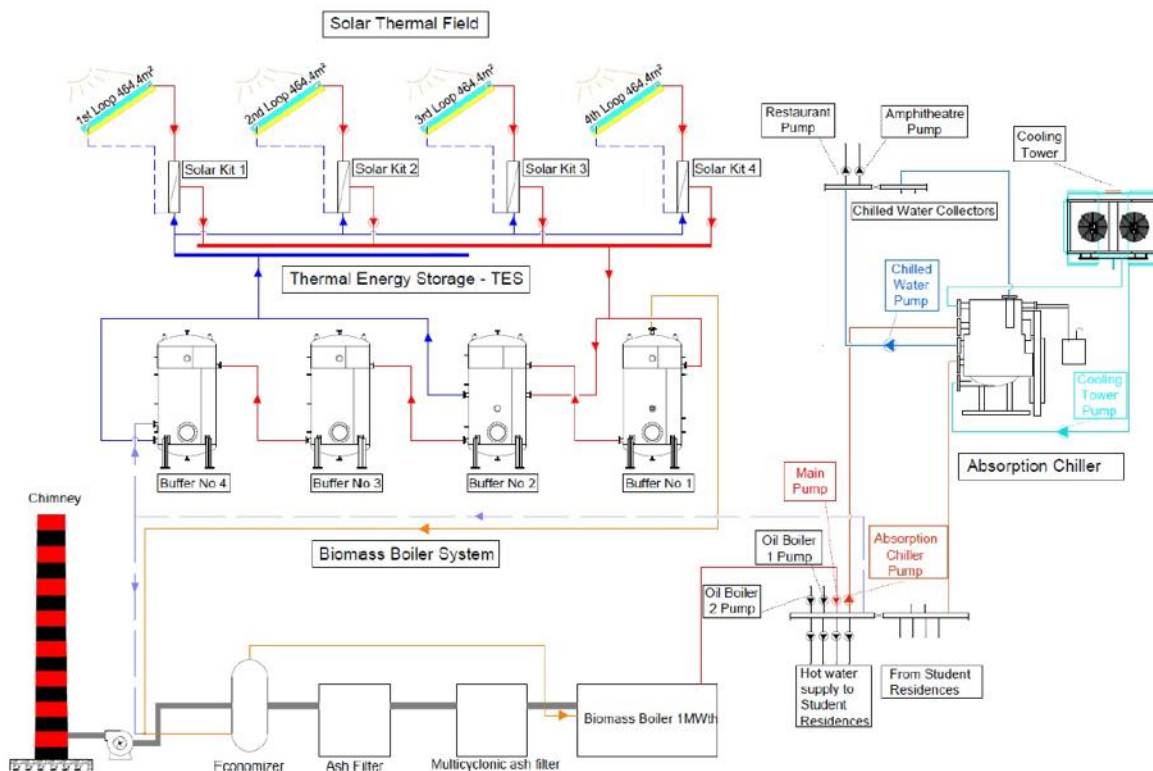 Solar Thermal Field
1st Loop 464.4m²
2nd Loop 464.4m²
3rd Loop 464.4m²
4th Loop 464.4m²
Solar Kit 1
Solar Kit 2
Solar Kit 3
Solar Kit 4
Restaurant
Pump
Amphitheatre
Pump
Cooling
Tower
Chilled Water Collectors
Thermal Energy Storage - TES
Chilled
Water
Pump
Cooling
Tower
Pump
Absorption Chiller
Buffer No 4
Buffer No 3
Buffer No 2
Buffer No 1
Chimney
Main
Pump
Biomass Boiler System
Oil Boiler
1 Pump
Absorption
Chiller
Pump
Oil Boiler
2 Pump
Hot water
supply to
Student
Residences
From Student
Residences
Biomass Boiler 1MWth
Economizer
Ash Filter
Multicyclonic ash filter